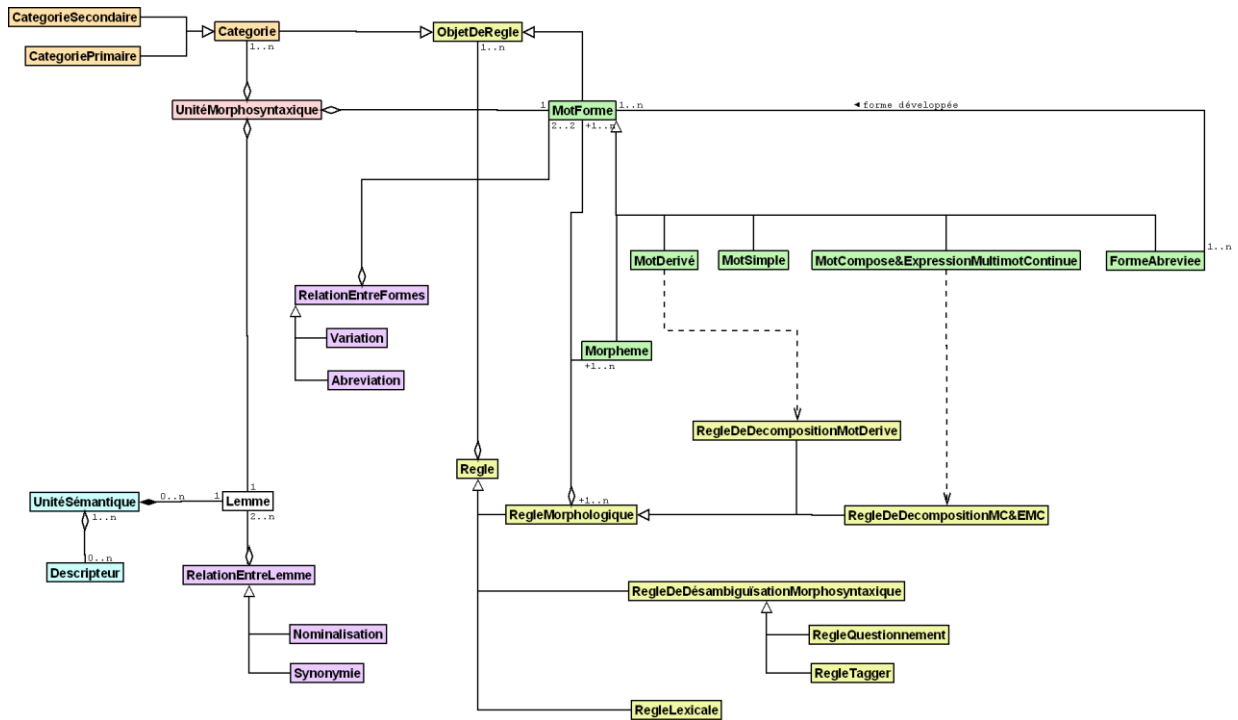 CategorieSecondaire
Categorie
ObjetDeRegle
1..n
1..n
CategoriePrimaire
UnitéMorphosyntaxique
1
MotForme
1..n
◄ forme développée
2..2
+1..n
1..n
MotDerivé
MotSimple
MotCompose&ExpressionMultimotContinue
FormeAbreviee
RelationEntreFormes
Variation
Morpheme
+1..n
Abreviation
RegleDeDecompositionMotDerive
Regle
1
UnitéSémantique
0..n
1
Lemme
+1..n
1..n
2..n
RegleMorphologique
RegleDeDecompositionMC&EMC
0..n
Descripteur
RelationEntreLemme
RegleDeDésambiguïsationMorphosyntaxique
Nominalisation
RegleQuestionnement
Synonymie
RegleTagger
RegleLexicale